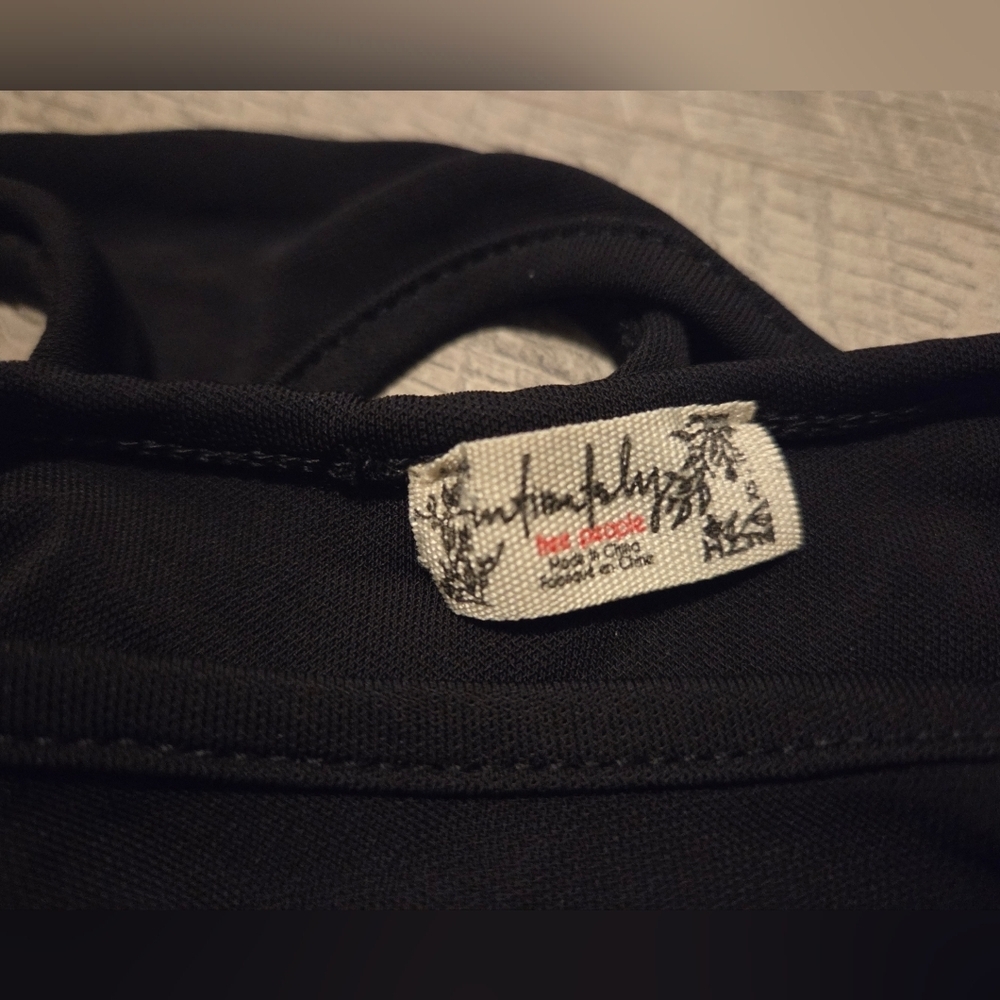 intimately
free people
Made in China
Fabriqué en Chine